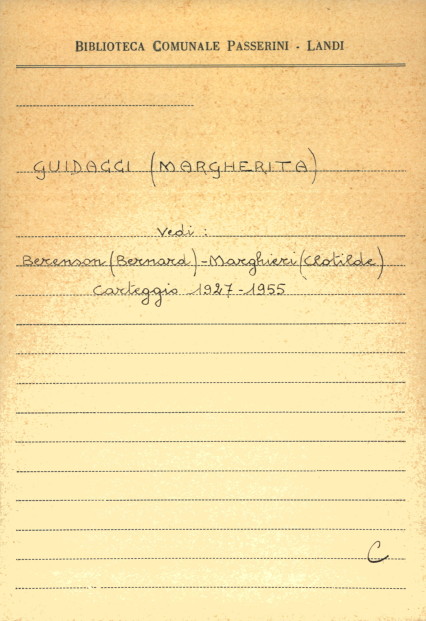 BIBLIOTECA COMUNALE PASSERINI - LANDI
GUIDAGGI (MARGHERITA)
Vedi :
Berenson (Bernard) - Marghieri (Clotilde)
Carteggio 1927-1955
C